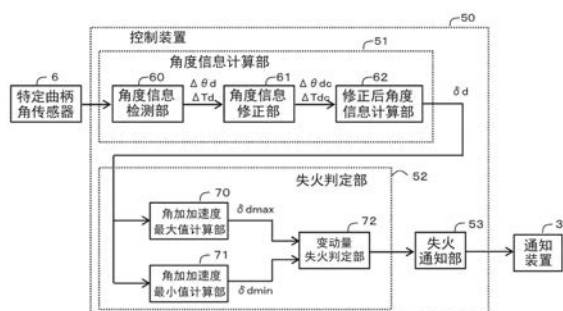 50
控制装置
51
角度信息计算部
6
60
61
62
特定曲柄
角传感器
角度信息
检测部
Δθd
ΔTd
角度信息
修正部
Δθdc
ΔTdc
修正后角度
信息计算部
δd
失火判定部
52
70
角加加速度
最大值计算部
δdmax
71
角加加速度
最小值计算部
δdmin
72
变动量
失火判定部
53
失火
通知部
3
通知
装置